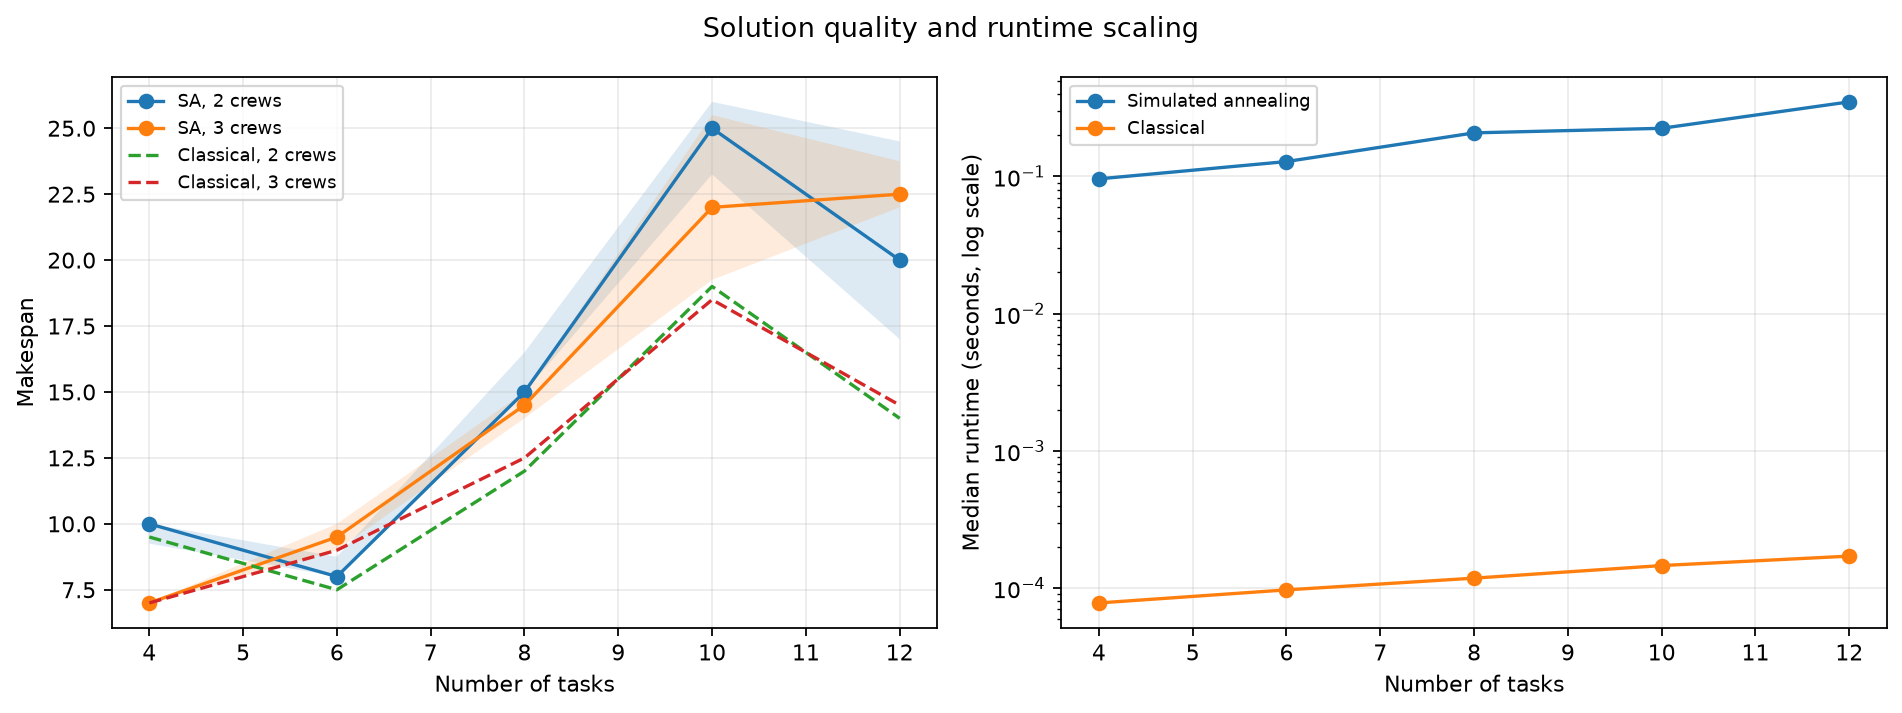 Solution quality and runtime scaling
SA, 2 crews
SA, 3 crews
Classical, 2 crews
Classical, 3 crews
Makespan
25.0
22.5
20.0
17.5
15.0
12.5
10.0
7.5
4 5 6 7 8 9 10 11 12
Number of tasks
Simulated annealing
Classical
Median runtime (seconds, log scale)
10⁻¹
10⁻²
10⁻³
10⁻⁴
4 5 6 7 8 9 10 11 12
Number of tasks